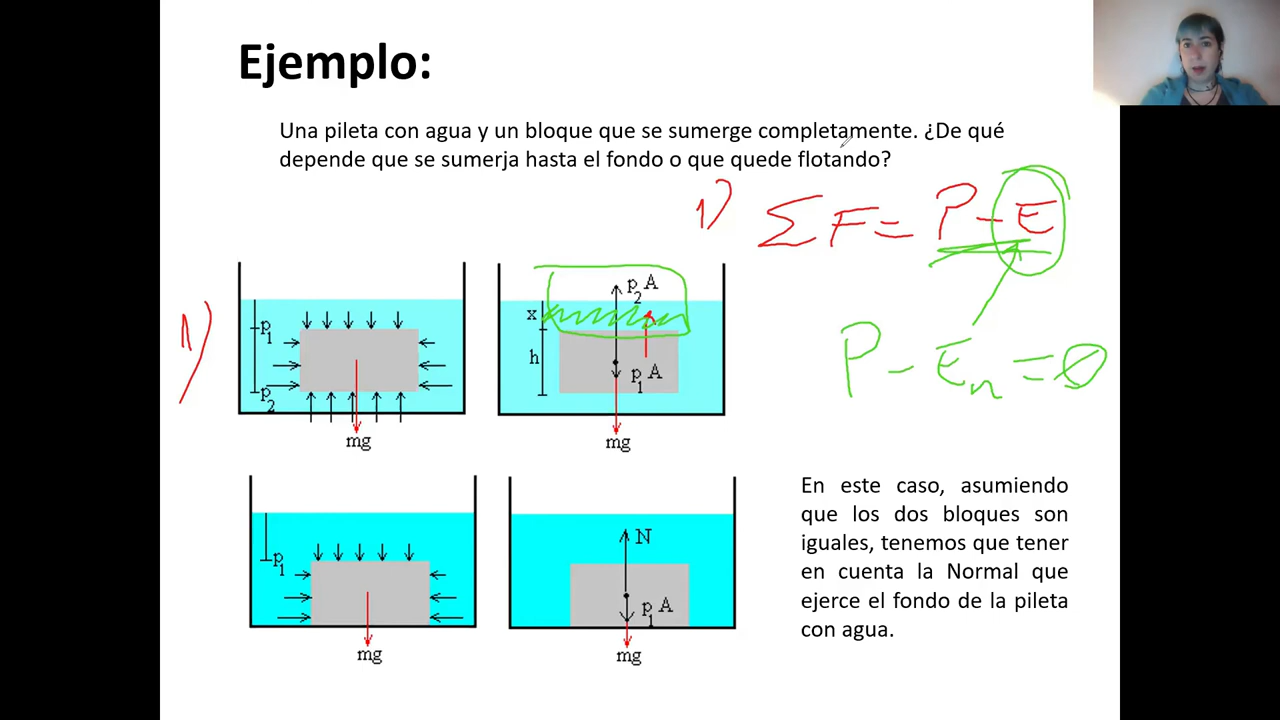 Ejemplo:
Una pileta con agua y un bloque que se sumerge completamente. ¿De qué
depende que se sumerja hasta el fondo o que quede flotando?
1) ΣF = P - E
1)
p1
p2
mg
x
h
p2 A
p1 A
mg
P - En = 0
p1
mg
N
p1 A
mg
En este caso, asumiendo
que los dos bloques son
iguales, tenemos que tener
en cuenta la Normal que
ejerce el fondo de la pileta
con agua.